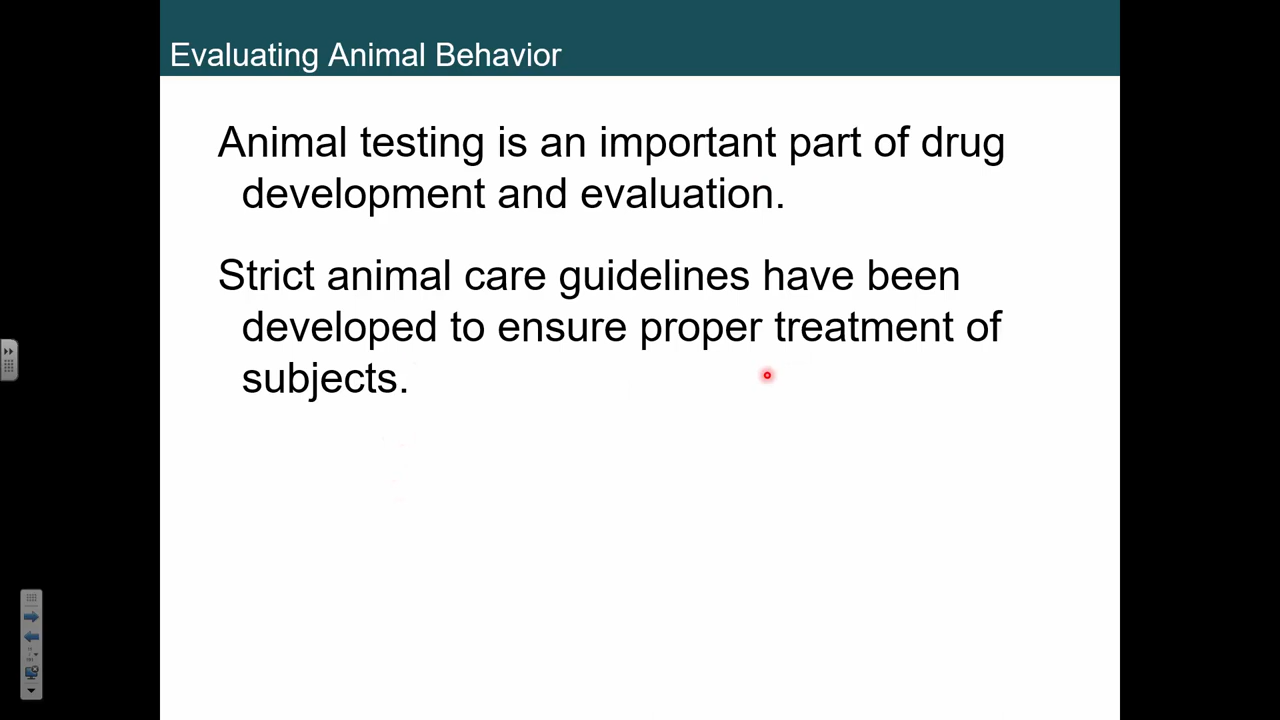 Evaluating Animal Behavior
Animal testing is an important part of drug
development and evaluation.
Strict animal care guidelines have been
developed to ensure proper treatment of
subjects.